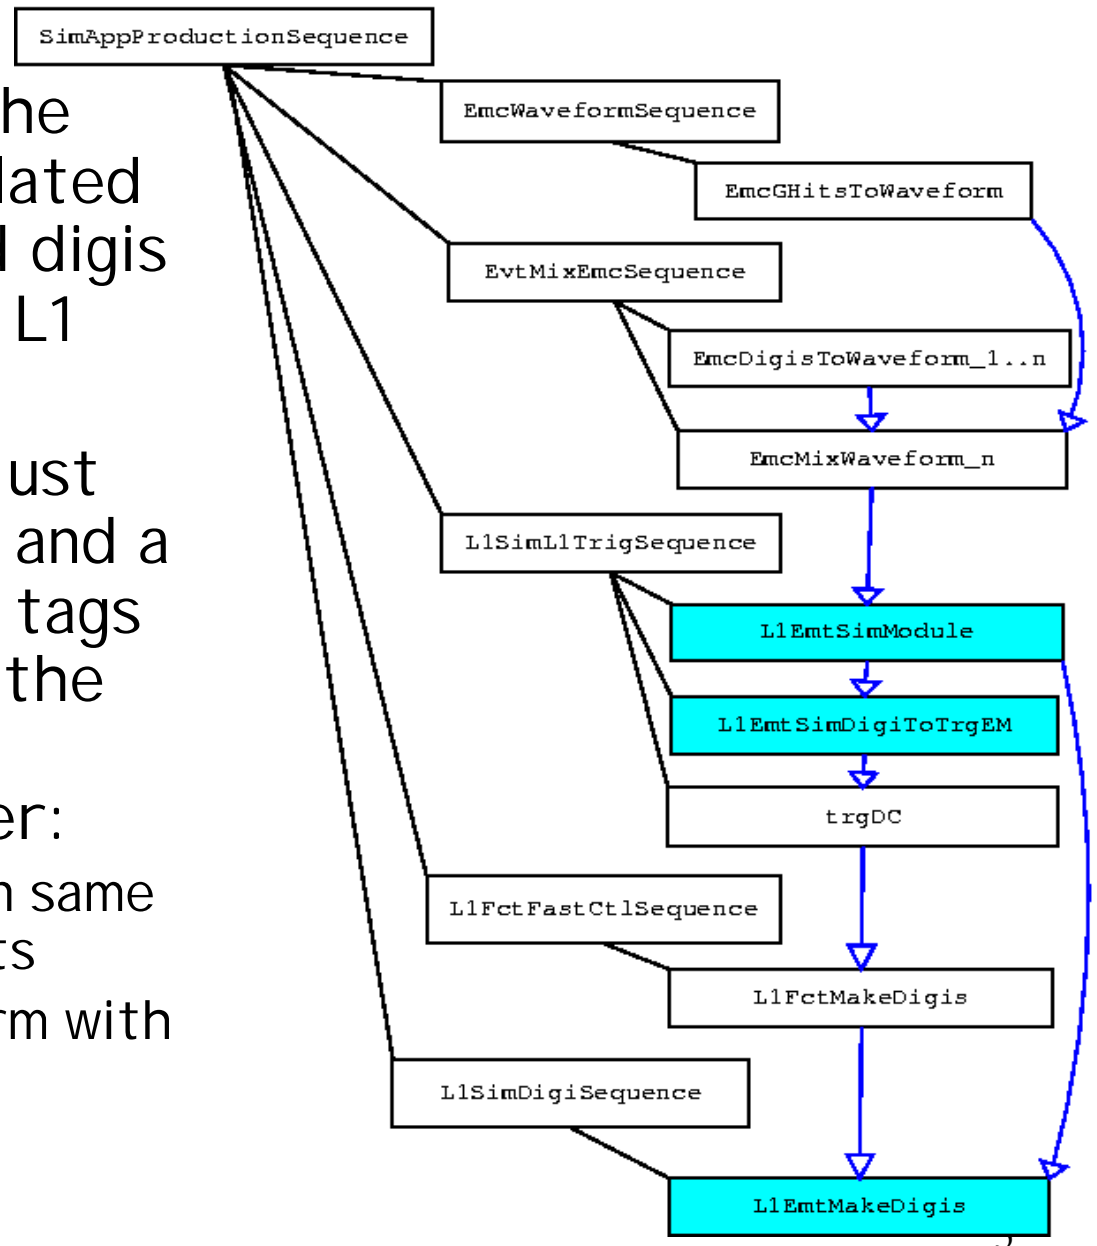 SimAppProductionSequence
EmcWaveformSequence
EmcGHitsToWaveform
EvtMixEmcSequence
EmcDigisToWaveform_1..n
EmcMixWaveform_n
L1SimL1TrigSequence
L1EmtSimModule
L1EmtSimDigiToTrgEM
trgDC
L1FctFastCtlSequence
L1FctMakeDigis
L1SimDigiSequence
L1EmtMakeDigis
he
lated
d digis
L1
ust
and a
tags
the
er:
n same
ts
rm with